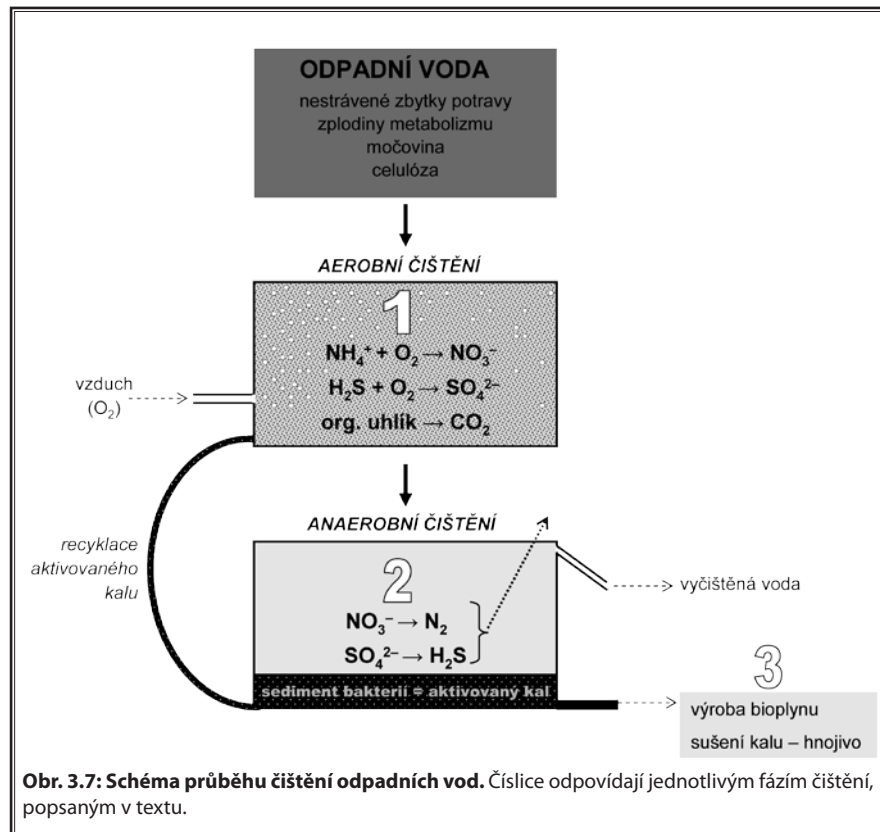 ODPADNÍ VODA
nestrávené zbytky potravy
zplodiny metabolizmu
močovina
celulóza
AEROBNÍ ČIŠTĚNÍ
1
NH₄⁺ + O₂ → NO₃⁻
H₂S + O₂ → SO₄²⁻
org. uhlík → CO₂
vzduch
(O₂)
ANAEROBNÍ ČIŠTĚNÍ
recyklace
aktivovaného
kalu
2
NO₃⁻ → N₂
SO₄²⁻ → H₂S
sediment bakterií = aktivovaný kal
vyčištěná voda
3
výroba bioplynu
sušení kalu – hnojivo
Obr. 3.7: Schéma průběhu čištění odpadních vod. Číslice odpovídají jednotlivým fázím čištění,
popsaným v textu.